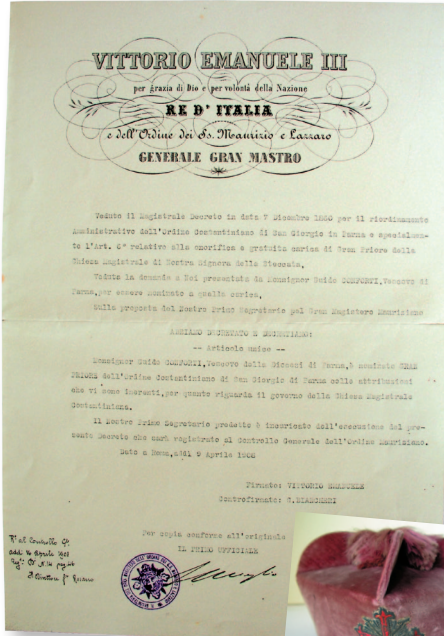 VITTORIO EMANUELE III
per grazia di Dio e per volontà della Nazione
RE D' ITALIA
e dell'Ordine dei Ss. Maurizio e Lazzaro
GENERALE GRAN MASTRO
Veduto il Magistrale Decreto in data 7 Dicembre 1860 per il riordinamento
Amministrativo dell'Ordine Costantiniano di San Giorgio in Parma e specialmen-
te l'Art. relativo alla onorifica e gratuita carica di Gran Priore della
Chiesa Magistrale di Nostra Signora della Steccata,
Veduta la domanda a Noi presentata da Monsignor Guido CONFORTI, Vescovo di
Parma, per essere nominato a quella carica,
Sulla proposta del Nostro Primo Segretario pel Gran Magistero Mauriziano
ABBIAMO DECRETATO E DECRETIAMO:
-- Articolo unico --
Monsignor Guido CONFORTI, Vescovo della Diocesi di Parma, è nominato GRAN
PRIORE dell'Ordine Costantiniano di San Giorgio di Parma colle attribuzioni
che vi sono inerenti, per quanto riguarda il governo della Chiesa Magistrale
Costantiniana.
Il Nostro Primo Segretario predetto è incaricato dell'esecuzione del pre-
sente Decreto che sarà registrato al Controllo Generale dell'Ordine Mauriziano.
Dato a Roma, addì 9 Aprile 1908
Firmato: VITTORIO EMANUELE
Controfirmato: BIANCHERI
Per copia conforme all'originale
IL PRIMO UFFICIALE
R° al Controllo
addì Aprile 1908